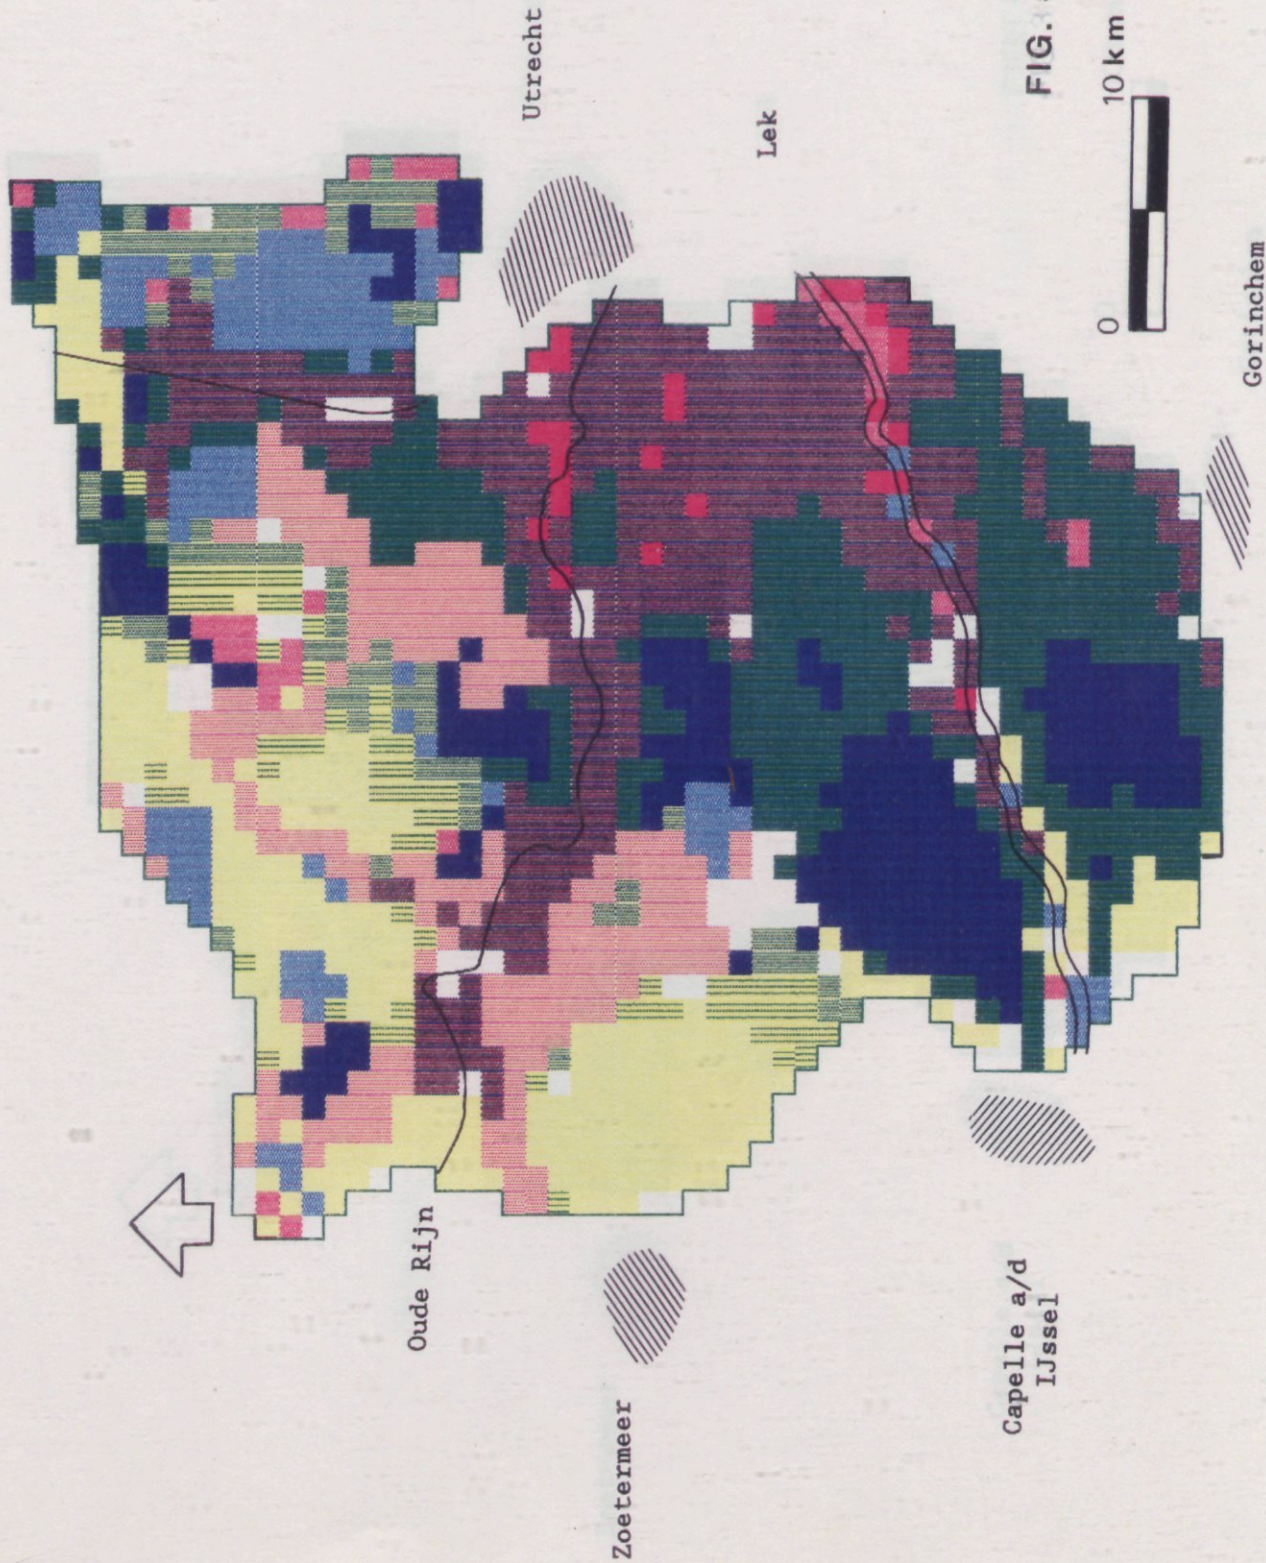 Utrecht
Lek
FIG.
0
10 km
Gorinchem
Oude Rijn
Zoetermeer
Capelle a/d
IJssel